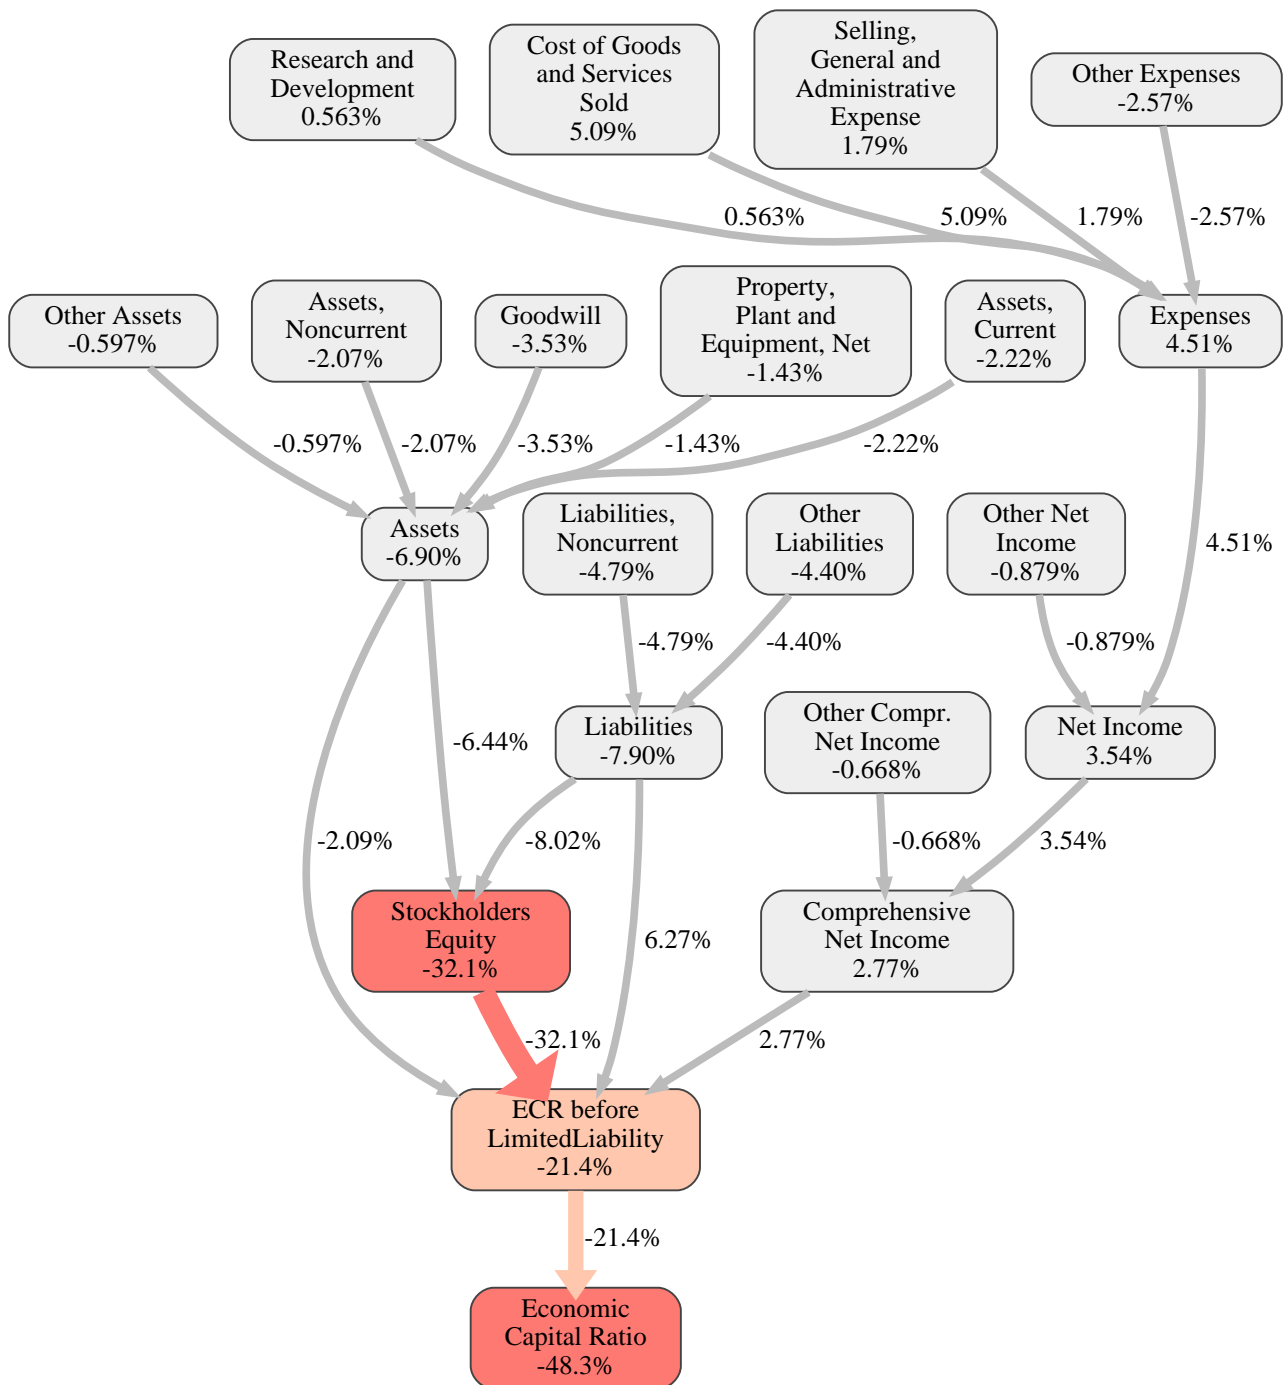 Research and
Development
0.563%
Cost of Goods
and Services
Sold
5.09%
Selling,
General and
Administrative
Expense
1.79%
Other Expenses
-2.57%
0.563%
5.09%
1.79%
-2.57%
Other Assets
-0.597%
Assets,
Noncurrent
-2.07%
Goodwill
-3.53%
Property,
Plant and
Equipment, Net
-1.43%
Assets,
Current
-2.22%
Expenses
4.51%
-0.597%
-2.07%
-3.53%
-1.43%
-2.22%
Assets
-6.90%
Liabilities,
Noncurrent
-4.79%
Other
Liabilities
-4.40%
Other Net
Income
-0.879%
4.51%
-4.79%
-4.40%
-0.879%
Liabilities
-7.90%
Other Compr.
Net Income
-0.668%
Net Income
3.54%
-6.44%
-2.09%
-8.02%
-0.668%
3.54%
Stockholders
Equity
-32.1%
6.27%
Comprehensive
Net Income
2.77%
-32.1%
2.77%
ECR before
LimitedLiability
-21.4%
-21.4%
Economic
Capital Ratio
-48.3%